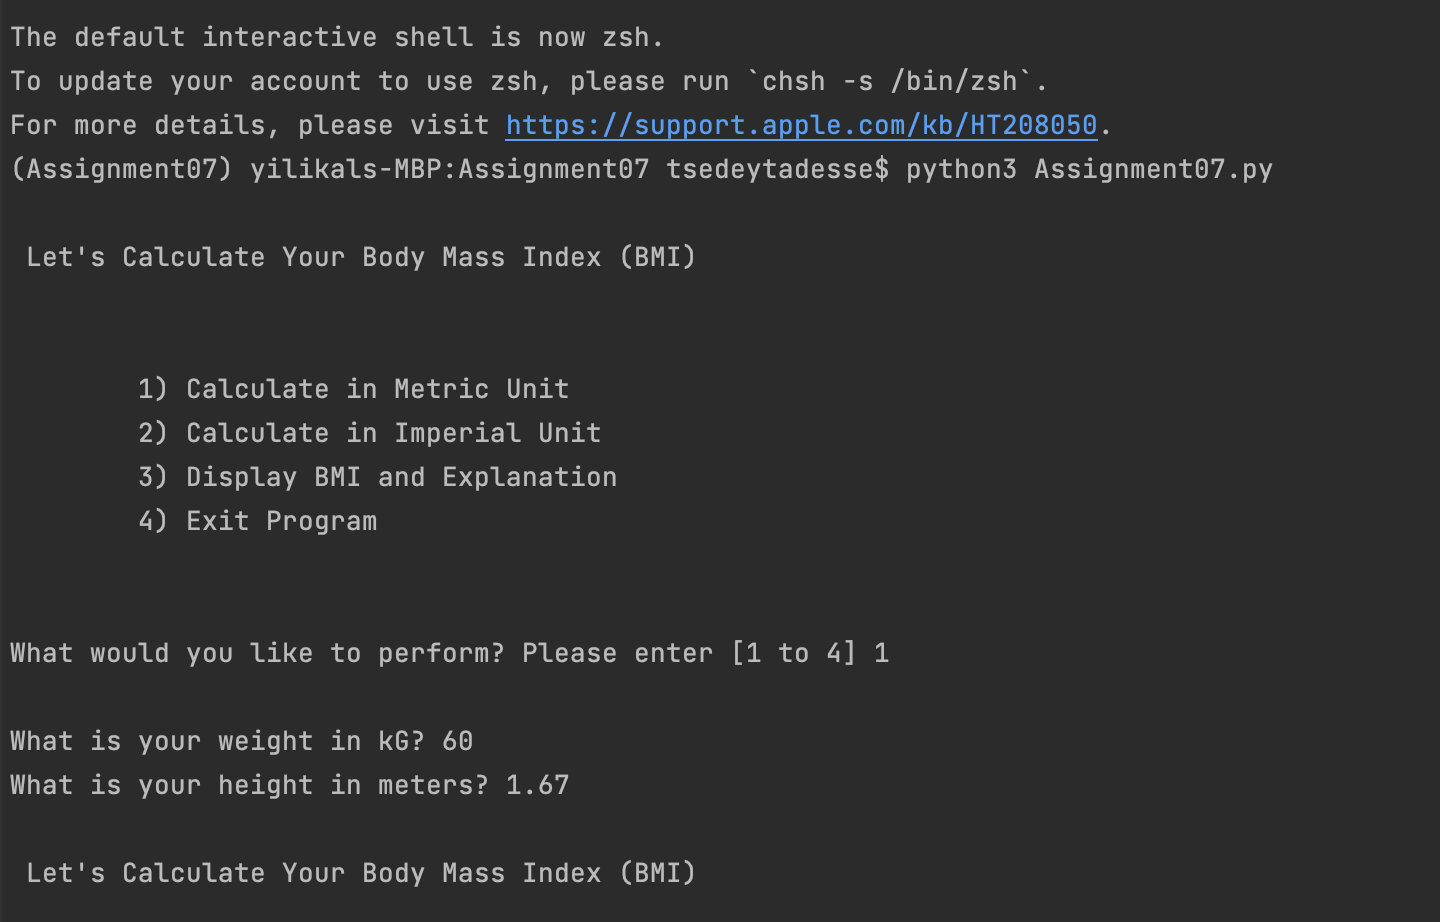 The default interactive shell is now zsh.
To update your account to use zsh, please run `chsh -s /bin/zsh`.
For more details, please visit https://support.apple.com/kb/HT208050.
(Assignment07) yilikals-MBP:Assignment07 tsedeytadesse$ python3 Assignment07.py
Let's Calculate Your Body Mass Index (BMI)
1) Calculate in Metric Unit
2) Calculate in Imperial Unit
3) Display BMI and Explanation
4) Exit Program
What would you like to perform? Please enter [1 to 4] 1
What is your weight in kG? 60
What is your height in meters? 1.67
Let's Calculate Your Body Mass Index (BMI)